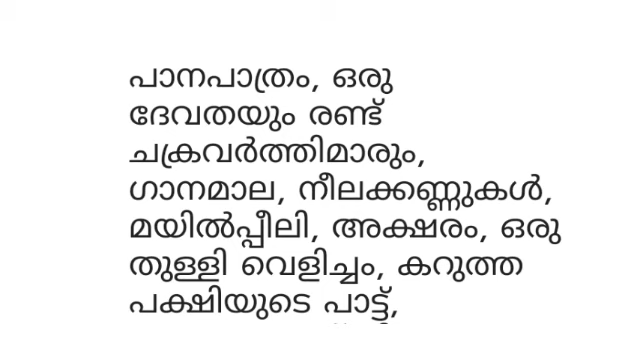 പാനപാത്രം, ഒരു
ദേവതയും രണ്ട്
ചക്രവർത്തിമാരും,
ഗാനമാല, നീലക്കണ്ണുകൾ,
മയിൽപ്പീലി, അക്ഷരം, ഒരു
തുള്ളി വെളിച്ചം, കറുത്ത
പക്ഷിയുടെ പാട്ട്,